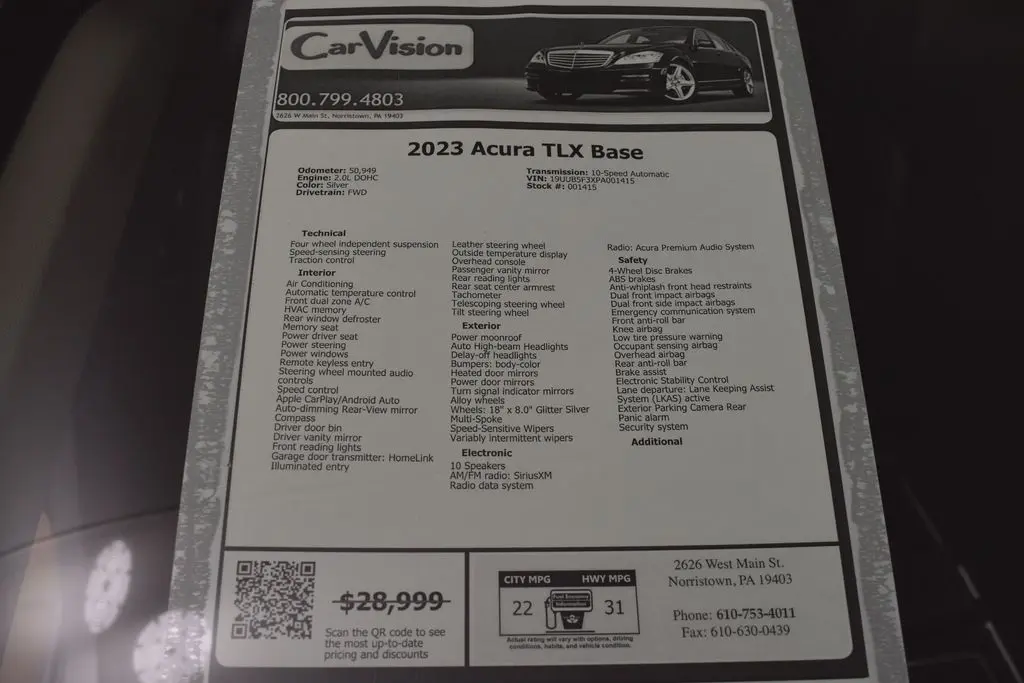 CarVision
800.799.4803
2626 W Main St, Norristown, PA 19403
2023 Acura TLX Base
Odometer: 50,949
Engine: 2.0L DOHC
Color: Silver
Drivetrain: FWD
Transmission: 10-Speed Automatic
VIN: 19UUB5F3XPA001415
Stock #: 001415
Technical
Four wheel independent suspension
Speed-sensing steering
Traction control
Interior
Air Conditioning
Automatic temperature control
Front dual zone A/C
HVAC memory
Rear window defroster
Memory seat
Power driver seat
Power steering
Power windows
Remote keyless entry
Steering wheel mounted audio
controls
Speed control
Apple CarPlay/Android Auto
Auto-dimming Rear-View mirror
Compass
Driver door bin
Driver vanity mirror
Front reading lights
Garage door transmitter: HomeLink
Illuminated entry
Leather steering wheel
Outside temperature display
Overhead console
Passenger vanity mirror
Rear reading lights
Rear seat center armrest
Tachometer
Telescoping steering wheel
Tilt steering wheel
Exterior
Power moonroof
Auto High-beam Headlights
Delay-off headlights
Bumpers: body-color
Heated door mirrors
Power door mirrors
Turn signal indicator mirrors
Alloy wheels
Wheels: 18" x 8.0" Glitter Silver
Multi-Spoke
Speed-Sensitive Wipers
Variably intermittent wipers
Electronic
10 Speakers
AM/FM radio: SiriusXM
Radio data system
Radio: Acura Premium Audio System
Safety
4-Wheel Disc Brakes
ABS brakes
Anti-whiplash front head restraints
Dual front impact airbags
Dual front side impact airbags
Emergency communication system
Front anti-roll bar
Knee airbag
Low tire pressure warning
Occupant sensing airbag
Overhead airbag
Rear anti-roll bar
Brake assist
Electronic Stability Control
Lane departure: Lane Keeping Assist
System (LKAS) active
Exterior Parking Camera Rear
Panic alarm
Security system
Additional
$28,999
Scan the QR code to see
the most up-to-date
pricing and discounts
CITY MPG HWY MPG
Fuel Economy
Information
22 31
Actual rating will vary with options, driving
conditions, habits, and vehicle condition.
2626 West Main St.
Norristown, PA 19403
Phone: 610-753-4011
Fax: 610-630-0439